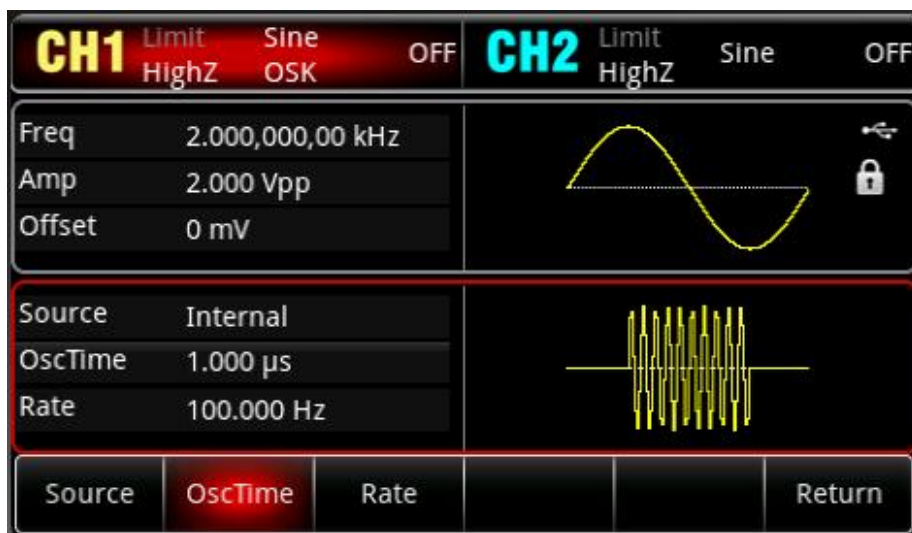 CH1 Limit Sine OFF CH2 Limit Sine OFF
HighZ OSK HighZ
Freq 2.000,000,00 kHz
Amp 2.000 Vpp
Offset 0 mV
Source Internal
OscTime 1.000 µs
Rate 100.000 Hz
Source OscTime Rate Return